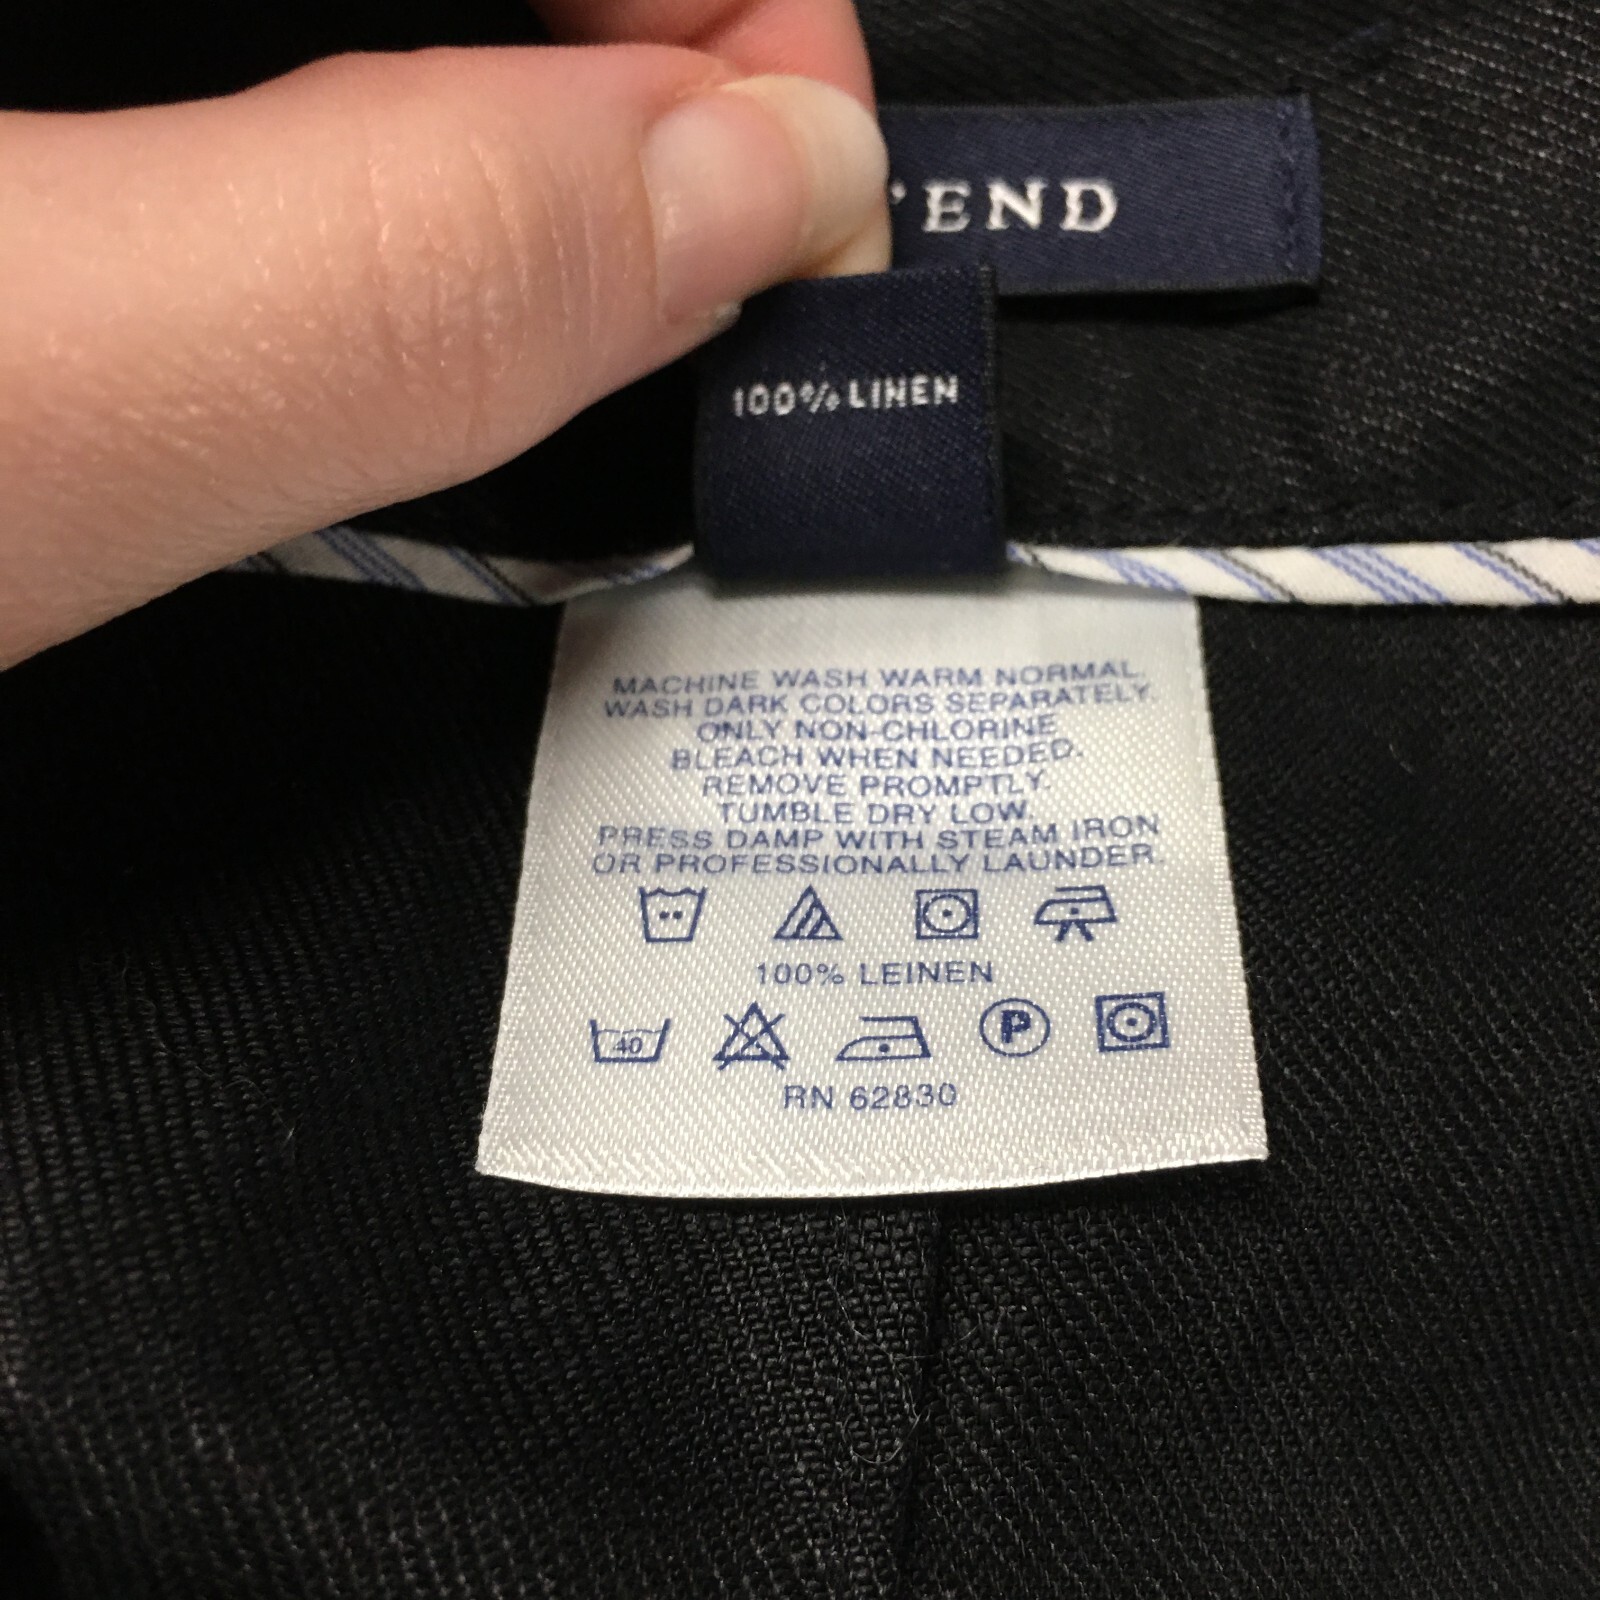 'END
100% LINEN
MACHINE WASH WARM NORMAL.
WASH DARK COLORS SEPARATELY.
ONLY NON-CHLORINE
BLEACH WHEN NEEDED.
REMOVE PROMPTLY.
TUMBLE DRY LOW.
PRESS DAMP WITH STEAM IRON
OR PROFESSIONALLY LAUNDER.
100% LEINEN
40 P
RN 62830